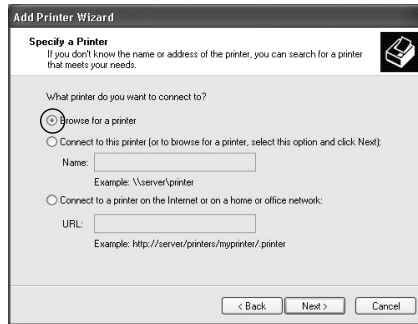 Add Printer Wizard
Specify a Printer
If you don't know the name or address of the printer, you can search for a printer
that meets your needs.
What printer do you want to connect to?
Browse for a printer
Connect to this printer (or to browse for a printer, select this option and click Next):
Name:
Example: \\server\printer
Connect to a printer on the Internet or on a home or office network:
URL:
Example: http://server/printers/myprinter/.printer
< Back Next > Cancel